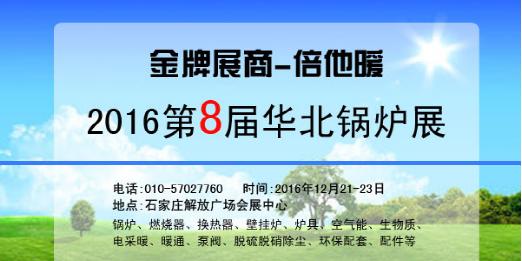 金牌展商-倍他暖
2016第8届华北锅炉展
电话:010-57027760 时间:2016年12月21-23日
地点:石家庄解放广场会展中心
锅炉、燃烧器、换热器、壁挂炉、炉具、空气能、生物质、
电采暖、暖通、泵阀、脱硫脱硝除尘、环保配套、配件等